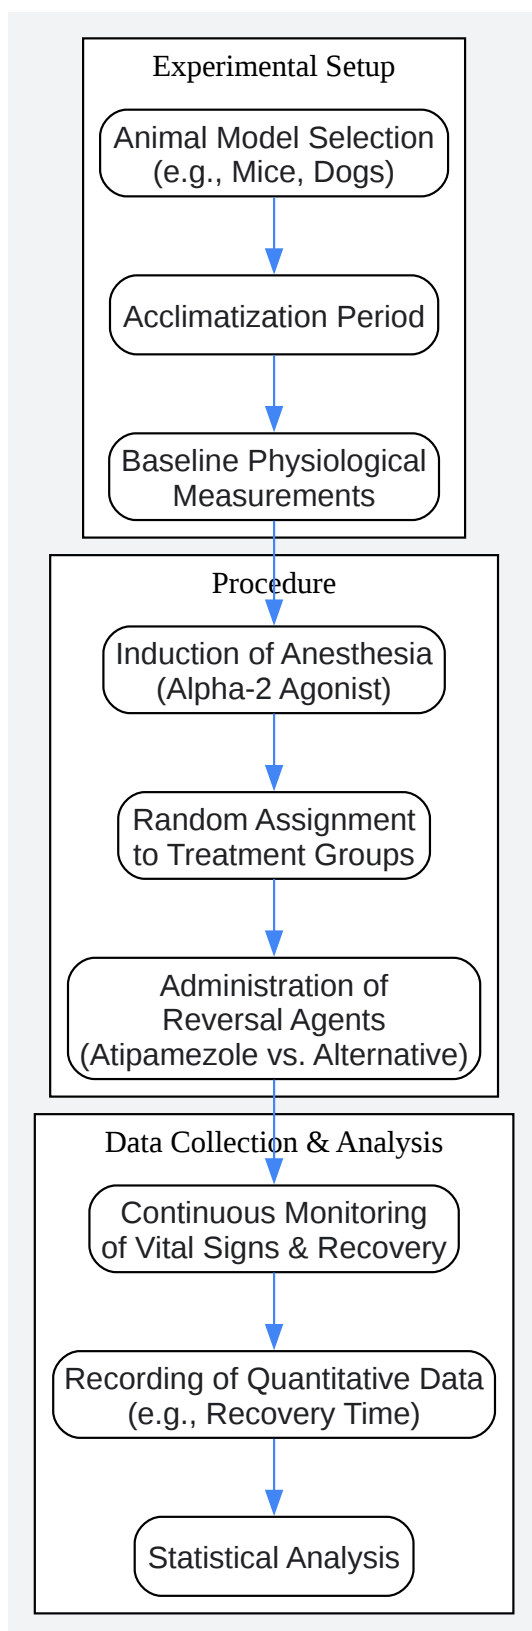 Experimental Setup
Animal Model Selection
(e.g., Mice, Dogs)
Acclimatization Period
Baseline Physiological
Measurements
Procedure
Induction of Anesthesia
(Alpha-2 Agonist)
Random Assignment
to Treatment Groups
Administration of
Reversal Agents
(Atipamezole vs. Alternative)
Data Collection & Analysis
Continuous Monitoring
of Vital Signs & Recovery
Recording of Quantitative Data
(e.g., Recovery Time)
Statistical Analysis